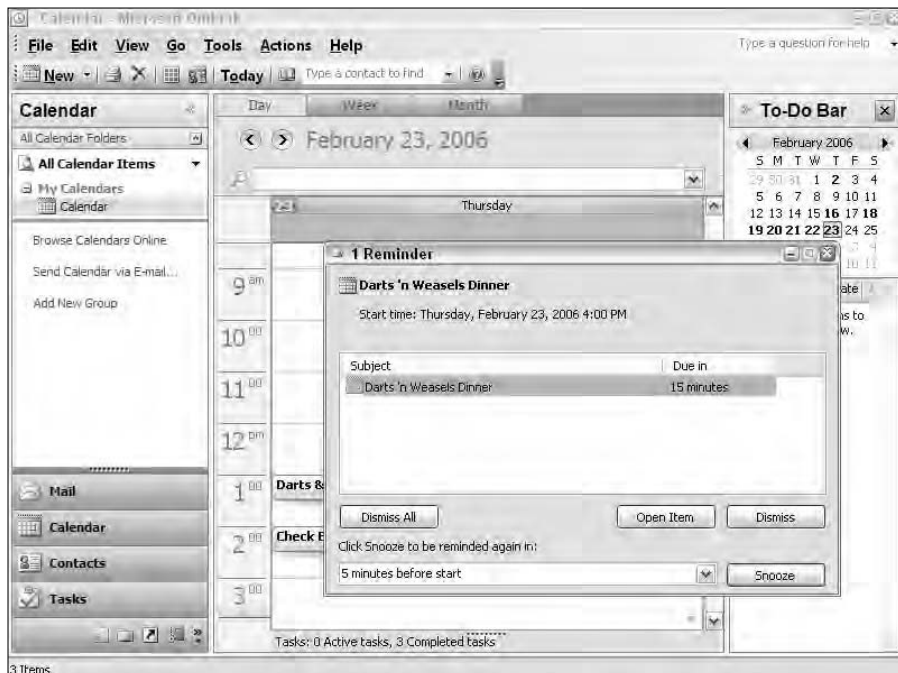 Calendar - Microsoft Outlook
File Edit View Go Tools Actions Help
Type a question for help
New Today Type a contact to find
Calendar
All Calendar Folders
All Calendar Items
My Calendars
Calendar
Browse Calendars Online
Send Calendar via E-mail...
Add New Group
Mail
Calendar
Contacts
Tasks
3 Items
Day Week Month
February 23, 2006
Thursday
9 am
10 00
11 00
12 pm
1 00 Darts &
2 00 Check
3 00
Tasks: 0 Active tasks, 3 Completed tasks
To-Do Bar
February 2006
S M T W T F S
29 30 31 1 2 3 4
5 6 7 8 9 10 11
12 13 14 15 16 17 18
19 20 21 22 23 24 25
1 Reminder
Darts 'n Weasels Dinner
Start time: Thursday, February 23, 2006 4:00 PM
Subject Due in
Darts 'n Weasels Dinner 15 minutes
Dismiss All Open Item Dismiss
Click Snooze to be reminded again in:
5 minutes before start Snooze